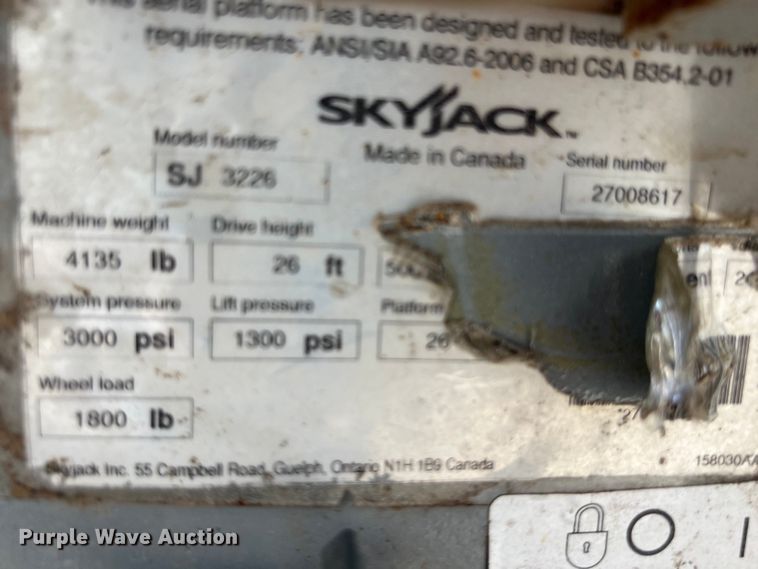 aerial platform has been designed and tested to the
requirements: ANSI/SIA A92.6-2006 and CSA B354.2-01
SKYJACK™
Made in Canada
Model number
SJ 3226
Serial number
27008617
Machine weight
4135 lb
Drive height
26 ft
System pressure
3000 psi
Lift pressure
1300 psi
Platform
26
Wheel load
1800 lb
Skyjack Inc. 55 Campbell Road, Guelph, Ontario N1H 1B9 Canada
158030A
Purple Wave Auction